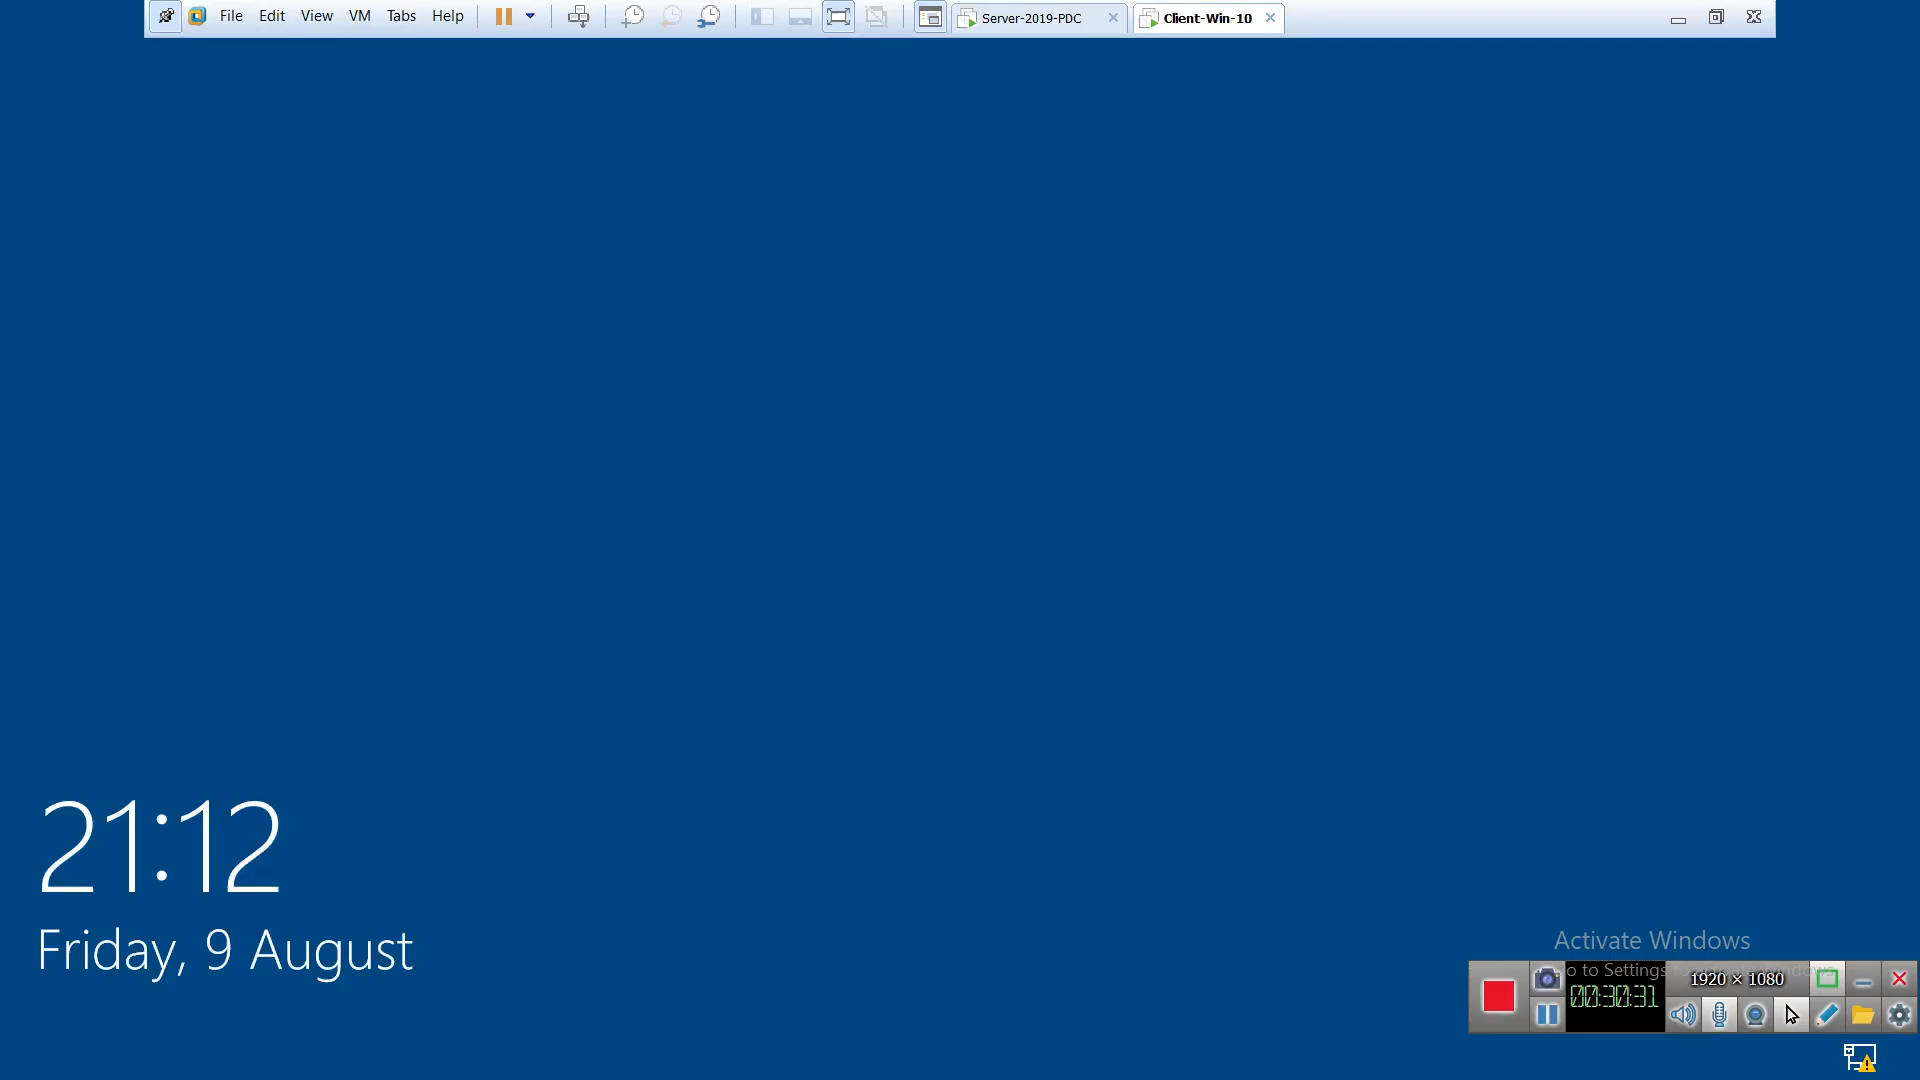 File Edit View VM Tabs Help Server-2019-PDC Client-Win-10
21:12
Friday, 9 August
Activate Windows
o to Settings
1920 × 1080
00:30:31